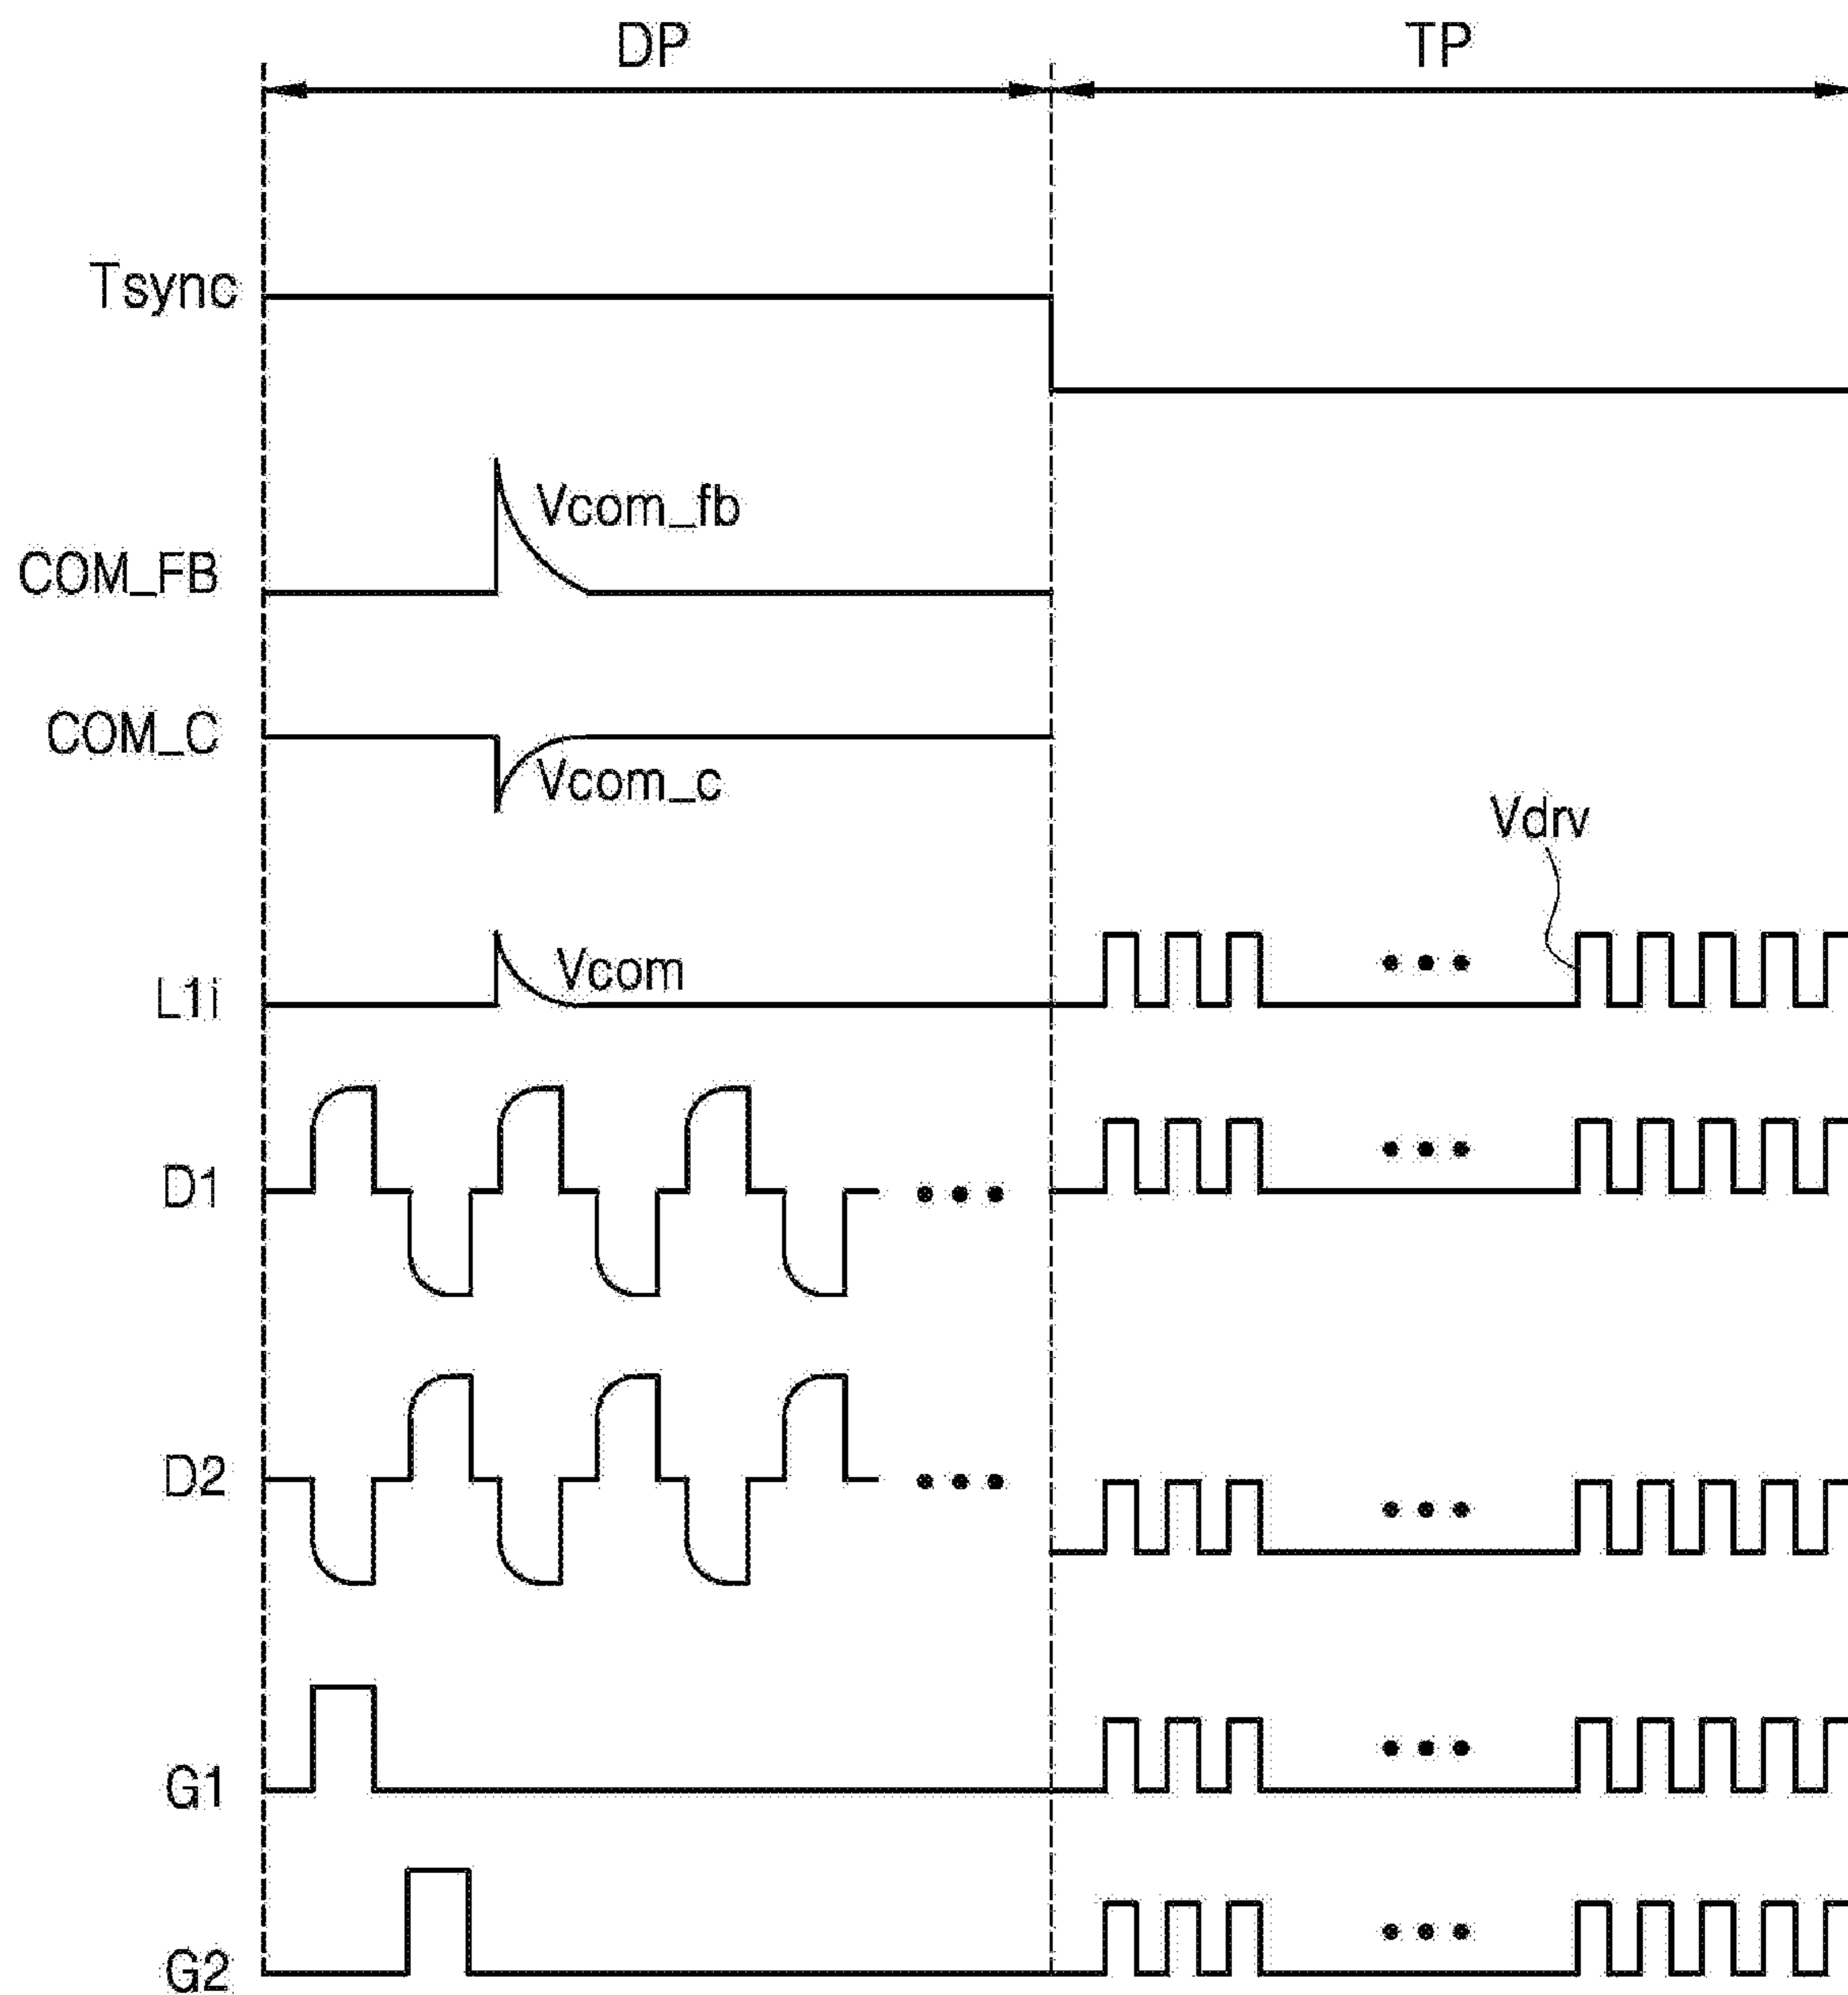 DP
TP
Tsync
Vcom_fb
COM_FB
COM_C
Vcom_c
Vdrv
Vcom
L1i
D1
D2
G1
G2